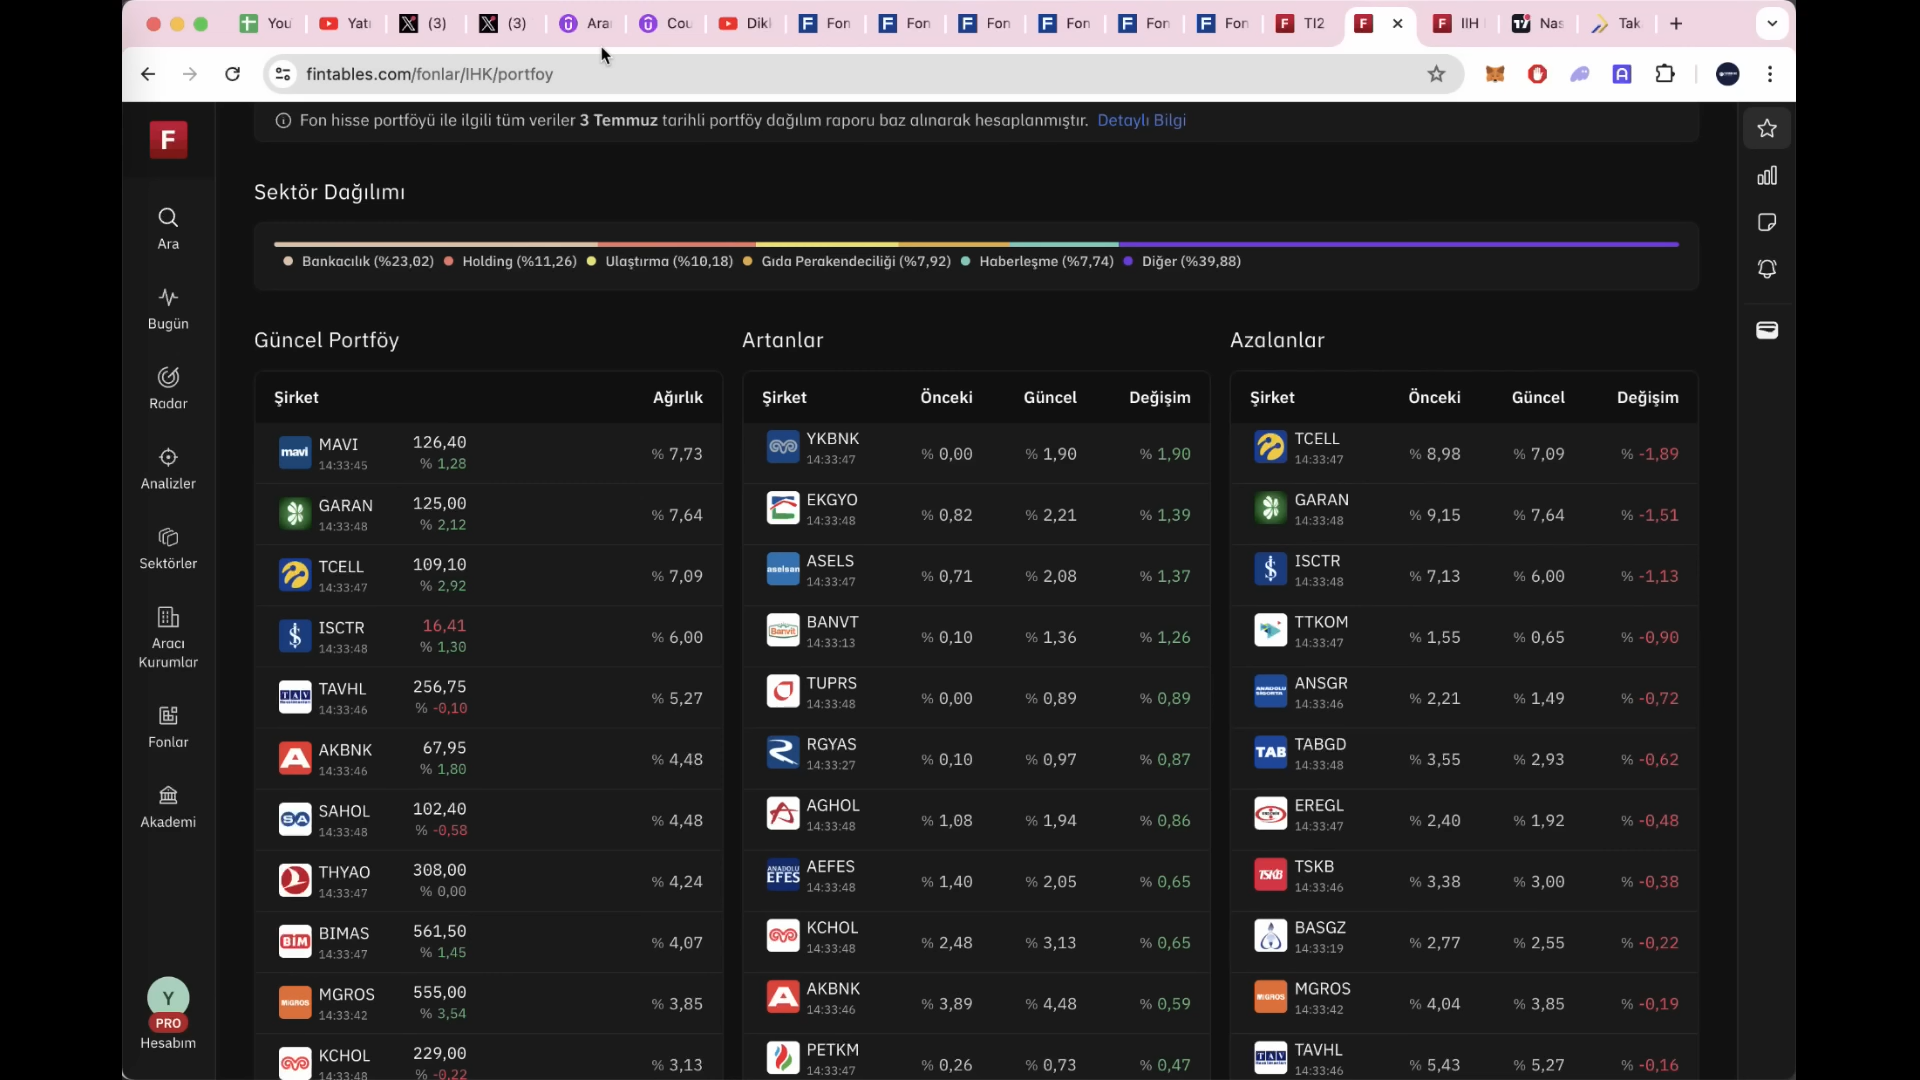 You
Yatı
(3)
(3)
Ara
Cou
Dikl
Fon
Fon
Fon
Fon
Fon
Fon
TI2
IIH
Nas
Tak
fintables.com/fonlar/IHK/portfoy
Fon hisse portföyü ile ilgili tüm veriler 3 Temmuz tarihli portföy dağılım raporu baz alınarak hesaplanmıştır. Detaylı Bilgi
F
Ara
Bugün
Radar
Analizler
Sektörler
Aracı
Kurumlar
Fonlar
Akademi
Y
PRO
Hesabım
Sektör Dağılımı
Bankacılık (%23,02) Holding (%11,26) Ulaştırma (%10,18) Gıda Perakendeciliği (%7,92) Haberleşme (%7,74) Diğer (%39,88)
Güncel Portföy
Şirket Ağırlık
MAVI 126,40
14:33:45 % 1,28 % 7,73
GARAN 125,00
14:33:48 % 2,12 % 7,64
TCELL 109,10
14:33:47 % 2,92 % 7,09
ISCTR 16,41
14:33:48 % 1,30 % 6,00
TAVHL 256,75
14:33:46 % -0,10 % 5,27
AKBNK 67,95
14:33:46 % 1,80 % 4,48
SAHOL 102,40
14:33:48 % -0,58 % 4,48
THYAO 308,00
14:33:47 % 0,00 % 4,24
BIMAS 561,50
14:33:47 % 1,45 % 4,07
MGROS 555,00
14:33:42 % 3,54 % 3,85
KCHOL 229,00
14:33:48 % -0,22 % 3,13
Artanlar
Şirket Önceki Güncel Değişim
YKBNK
14:33:47 % 0,00 % 1,90 % 1,90
EKGYO
14:33:48 % 0,82 % 2,21 % 1,39
ASELS
14:33:47 % 0,71 % 2,08 % 1,37
BANVT
14:33:13 % 0,10 % 1,36 % 1,26
TUPRS
14:33:48 % 0,00 % 0,89 % 0,89
RGYAS
14:33:27 % 0,10 % 0,97 % 0,87
AGHOL
14:33:48 % 1,08 % 1,94 % 0,86
AEFES
14:33:48 % 1,40 % 2,05 % 0,65
KCHOL
14:33:48 % 2,48 % 3,13 % 0,65
AKBNK
14:33:46 % 3,89 % 4,48 % 0,59
PETKM
14:33:47 % 0,26 % 0,73 % 0,47
Azalanlar
Şirket Önceki Güncel Değişim
TCELL
14:33:47 % 8,98 % 7,09 % -1,89
GARAN
14:33:48 % 9,15 % 7,64 % -1,51
ISCTR
14:33:48 % 7,13 % 6,00 % -1,13
TTKOM
14:33:47 % 1,55 % 0,65 % -0,90
ANSGR
14:33:46 % 2,21 % 1,49 % -0,72
TABGD
14:33:48 % 3,55 % 2,93 % -0,62
EREGL
14:33:47 % 2,40 % 1,92 % -0,48
TSKB
14:33:46 % 3,38 % 3,00 % -0,38
BASGZ
14:33:19 % 2,77 % 2,55 % -0,22
MGROS
14:33:42 % 4,04 % 3,85 % -0,19
TAVHL
14:33:46 % 5,43 % 5,27 % -0,16